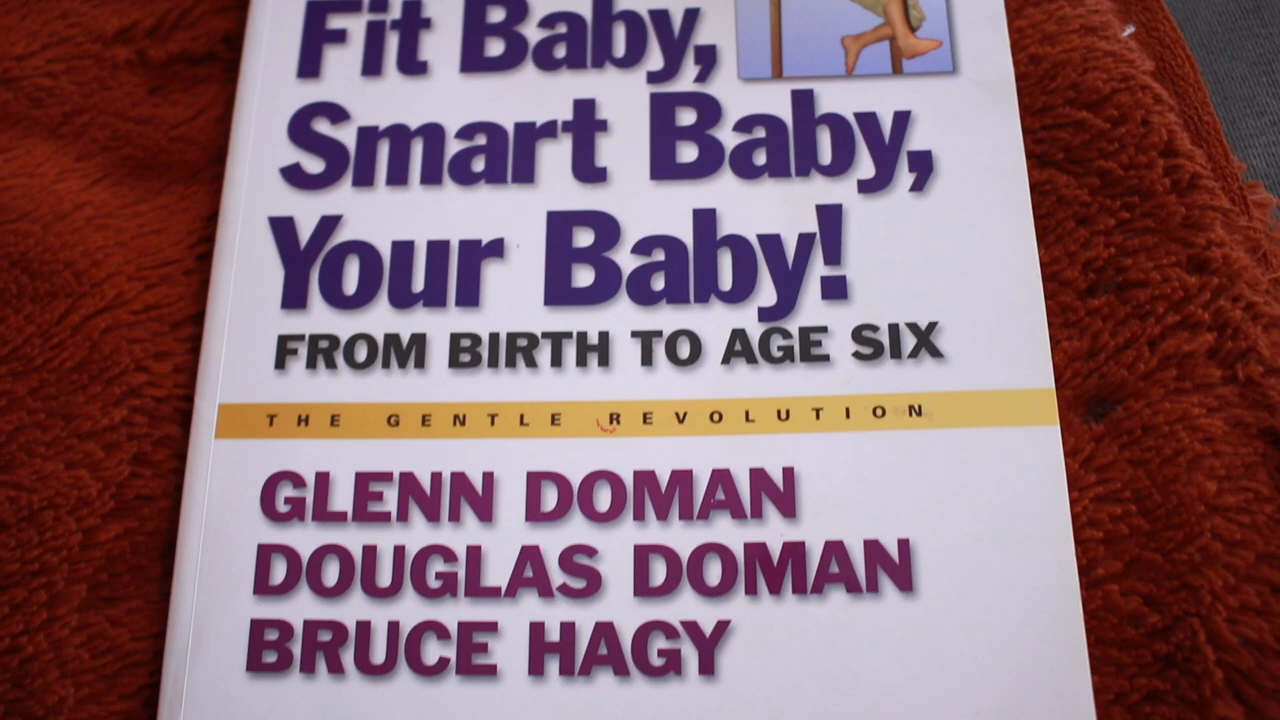 Fit Baby,
Smart Baby,
Your Baby!
FROM BIRTH TO AGE SIX
THE GENTLE REVOLUTION
GLENN DOMAN
DOUGLAS DOMAN
BRUCE HAGY